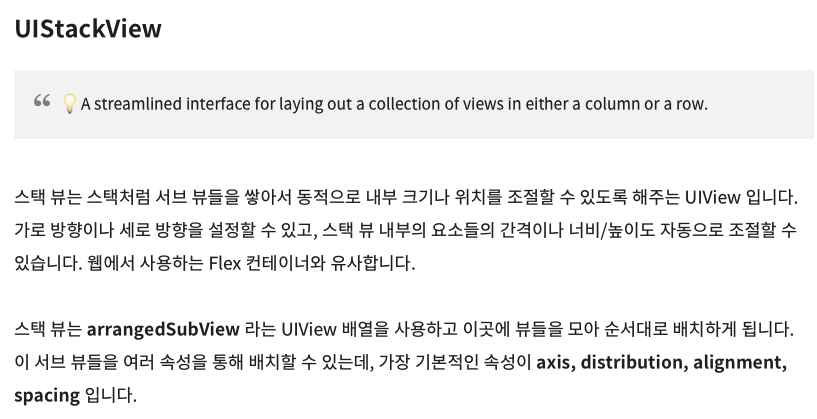 UIStackView
“ 💡 A streamlined interface for laying out a collection of views in either a column or a row.
스택 뷰는 스택처럼 서브 뷰들을 쌓아서 동적으로 내부 크기나 위치를 조절할 수 있도록 해주는 UIView 입니다.
가로 방향이나 세로 방향을 설정할 수 있고, 스택 뷰 내부의 요소들의 간격이나 너비/높이도 자동으로 조절할 수
있습니다. 웹에서 사용하는 Flex 컨테이너와 유사합니다.
스택 뷰는 arrangedSubView 라는 UIView 배열을 사용하고 이곳에 뷰들을 모아 순서대로 배치하게 됩니다.
이 서브 뷰들을 여러 속성을 통해 배치할 수 있는데, 가장 기본적인 속성이 axis, distribution, alignment,
spacing 입니다.